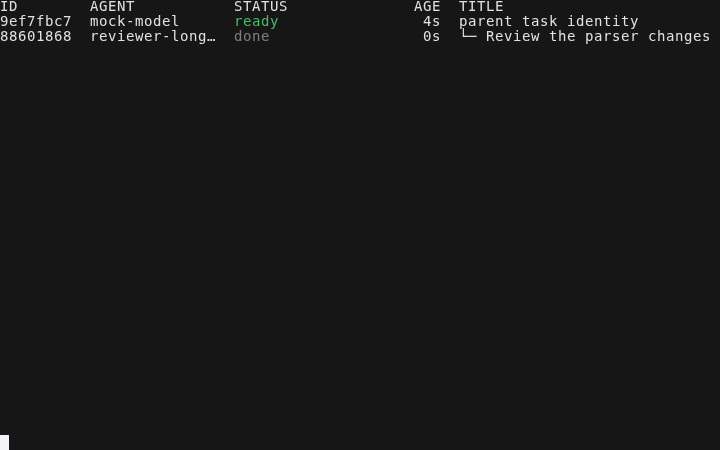 ID        AGENT      STATUS              AGE  TITLE
9ef7fbc7  mock-model      ready                4s  parent task identity
88601868  reviewer-long…  done                 0s  └─ Review the parser changes